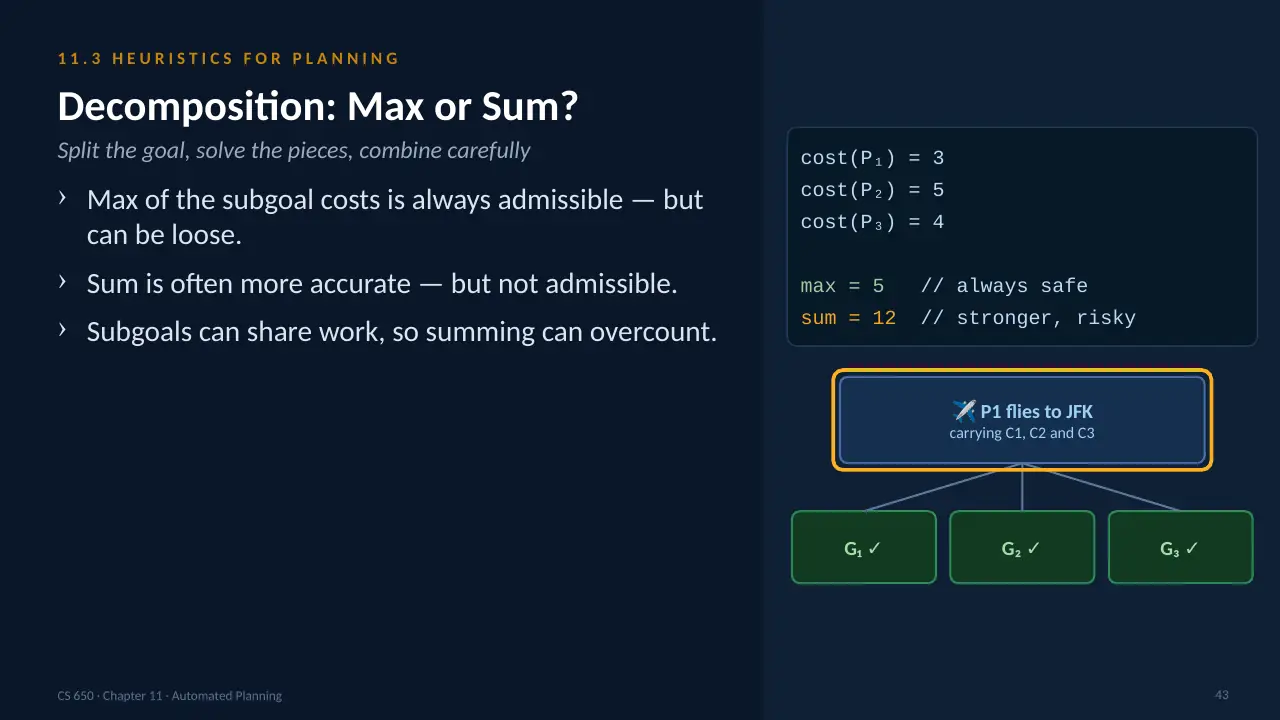 11.3 HEURISTICS FOR PLANNING
Decomposition: Max or Sum?
Split the goal, solve the pieces, combine carefully
› Max of the subgoal costs is always admissible — but
can be loose.
› Sum is often more accurate — but not admissible.
› Subgoals can share work, so summing can overcount.
cost(P₁) = 3
cost(P₂) = 5
cost(P₃) = 4
max = 5   // always safe
sum = 12  // stronger, risky
✈️ P1 flies to JFK
carrying C1, C2 and C3
G₁ ✓
G₂ ✓
G₃ ✓
CS 650 · Chapter 11 · Automated Planning
43